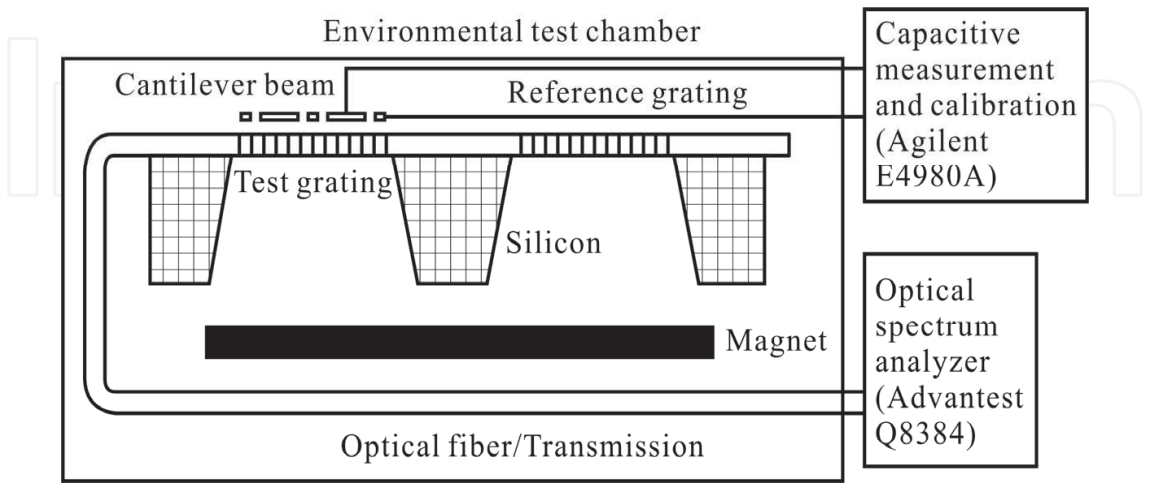 Environmental test chamber
Cantilever beam
Reference grating
Test grating
Silicon
Magnet
Optical fiber/Transmission
Capacitive
measurement
and calibration
(Agilent
E4980A)
Optical
spectrum
analyzer
(Advantest
Q8384)